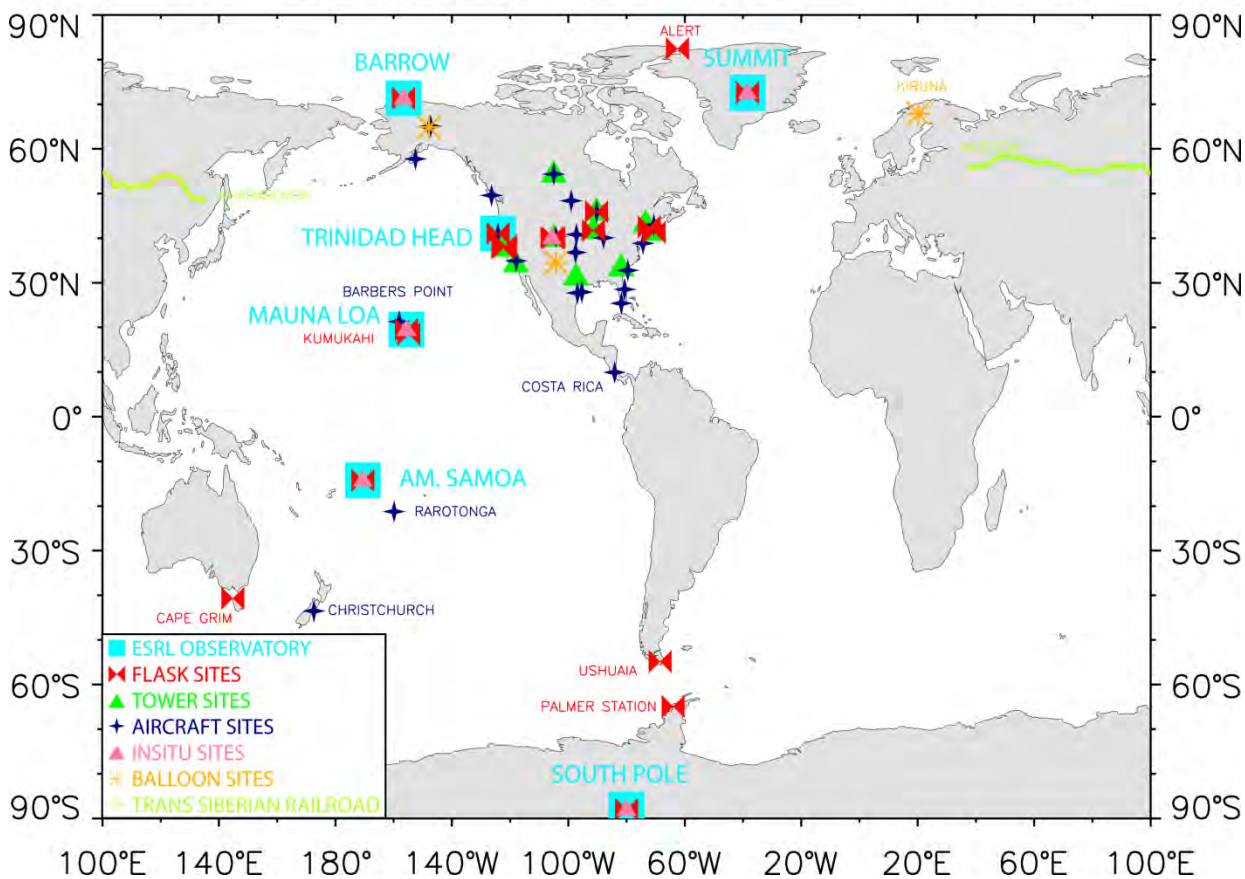 90°N
90°N
ALERT
BARROW
SUMMIT
KIRUNA
60°N
60°N
MOSCOW
KHABAROVSK
TRINIDAD HEAD
30°N
30°N
BARBERS POINT
MAUNA LOA
KUMUKAHI
COSTA RICA
0°
0°
AM. SAMOA
RAROTONGA
30°S
30°S
CAPE GRIM
CHRISTCHURCH
ESRL OBSERVATORY
FLASK SITES
TOWER SITES
AIRCRAFT SITES
INSITU SITES
BALLOON SITES
TRANS SIBERIAN RAILROAD
USHUAIA
60°S
60°S
PALMER STATION
SOUTH POLE
90°S
90°S
100°E 140°E 180° 140°W 100°W 60°W 20°W 20°E 60°E 100°E